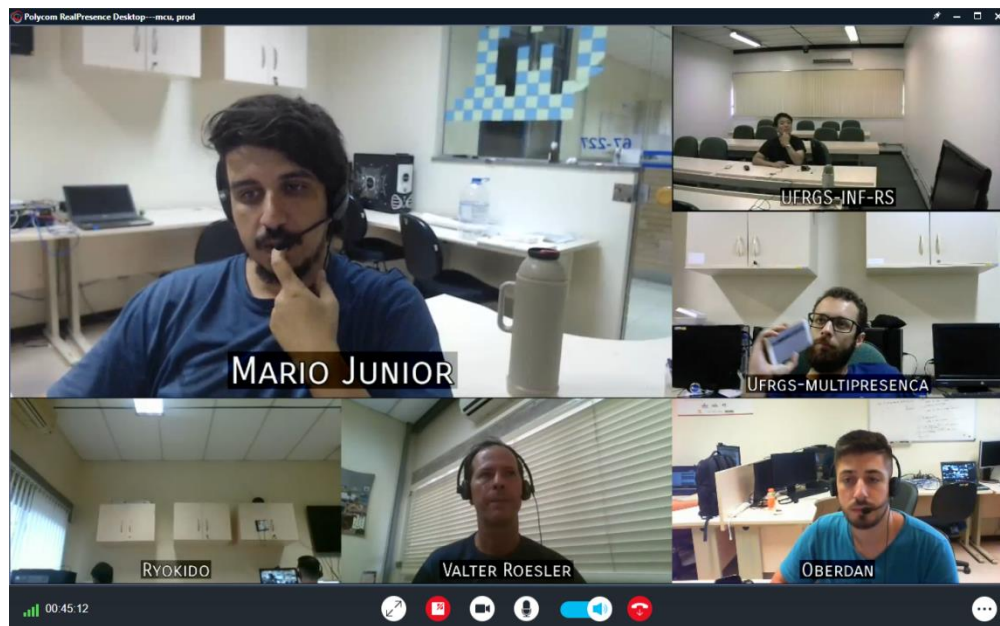 Polycom RealPresence Desktop---mcu, prod
67-227
UFRGS-INF-RS
MARIO JUNIOR
UFRGS-MULTIPRESENCA
RYOKIDO
VALTER ROESLER
OBERDAN
00:45:12